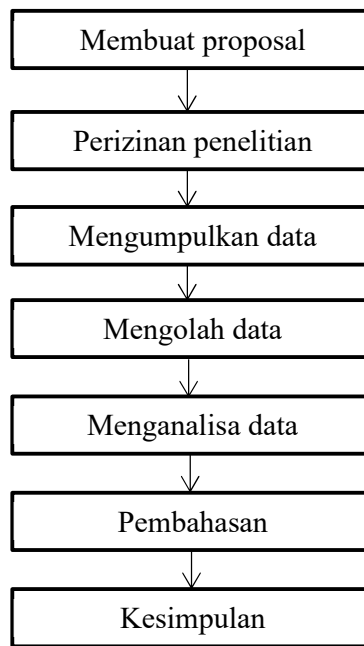 Membuat proposal
Perizinan penelitian
Mengumpulkan data
Mengolah data
Menganalisa data
Pembahasan
Kesimpulan